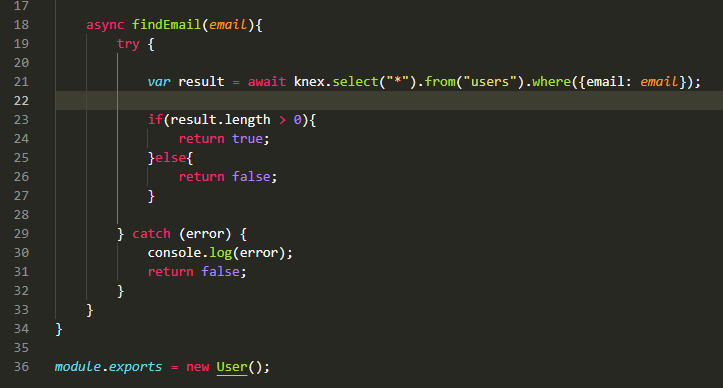 17
18 async findEmail(email){
19 try {
20
21 var result = await knex.select("*").from("users").where({email: email});
22
23 if(result.length > 0){
24 return true;
25 }else{
26 return false;
27 }
28
29 } catch (error) {
30 console.log(error);
31 return false;
32 }
33 }
34 }
35
36 module.exports = new User();